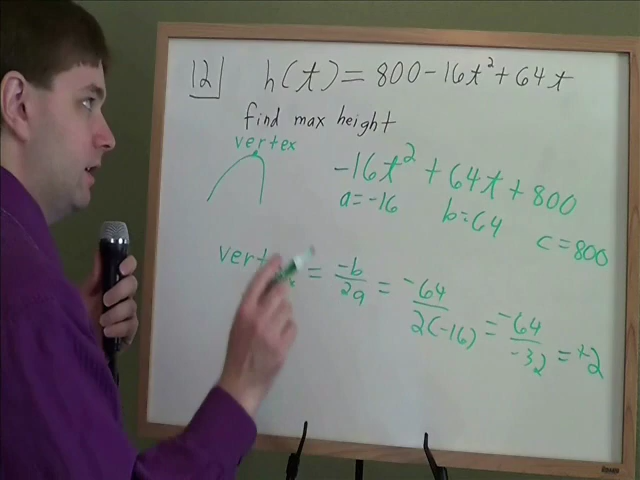 12 h(t) = 800 - 16t² + 64t
find max height
vertex
-16t² + 64t + 800
a = -16 b = 64 c = 800
= -b/2a = -64/2(-16) = -64/-32 = +2